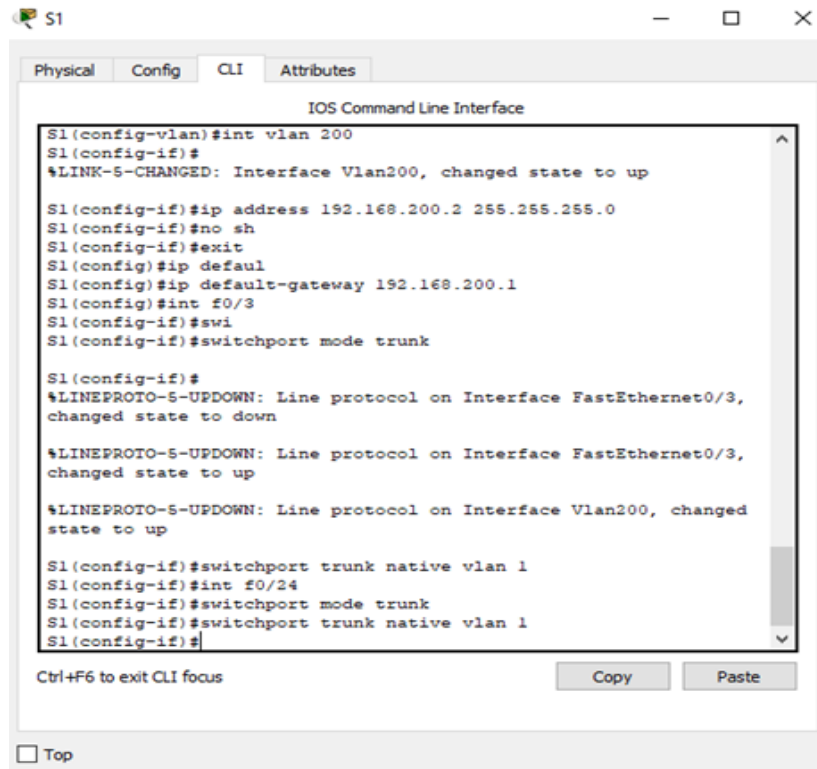 S1
Physical Config CLI Attributes
IOS Command Line Interface
S1(config-vlan)#int vlan 200
S1(config-if)#
%LINK-5-CHANGED: Interface Vlan200, changed state to up
S1(config-if)#ip address 192.168.200.2 255.255.255.0
S1(config-if)#no sh
S1(config-if)#exit
S1(config)#ip defaul
S1(config)#ip default-gateway 192.168.200.1
S1(config)#int f0/3
S1(config-if)#swi
S1(config-if)#switchport mode trunk
S1(config-if)#
%LINEPROTO-5-UPDOWN: Line protocol on Interface FastEthernet0/3,
changed state to down
%LINEPROTO-5-UPDOWN: Line protocol on Interface FastEthernet0/3,
changed state to up
%LINEPROTO-5-UPDOWN: Line protocol on Interface Vlan200, changed
state to up
S1(config-if)#switchport trunk native vlan 1
S1(config-if)#int f0/24
S1(config-if)#switchport mode trunk
S1(config-if)#switchport trunk native vlan 1
S1(config-if)#
Ctrl+F6 to exit CLI focus Copy Paste
Top